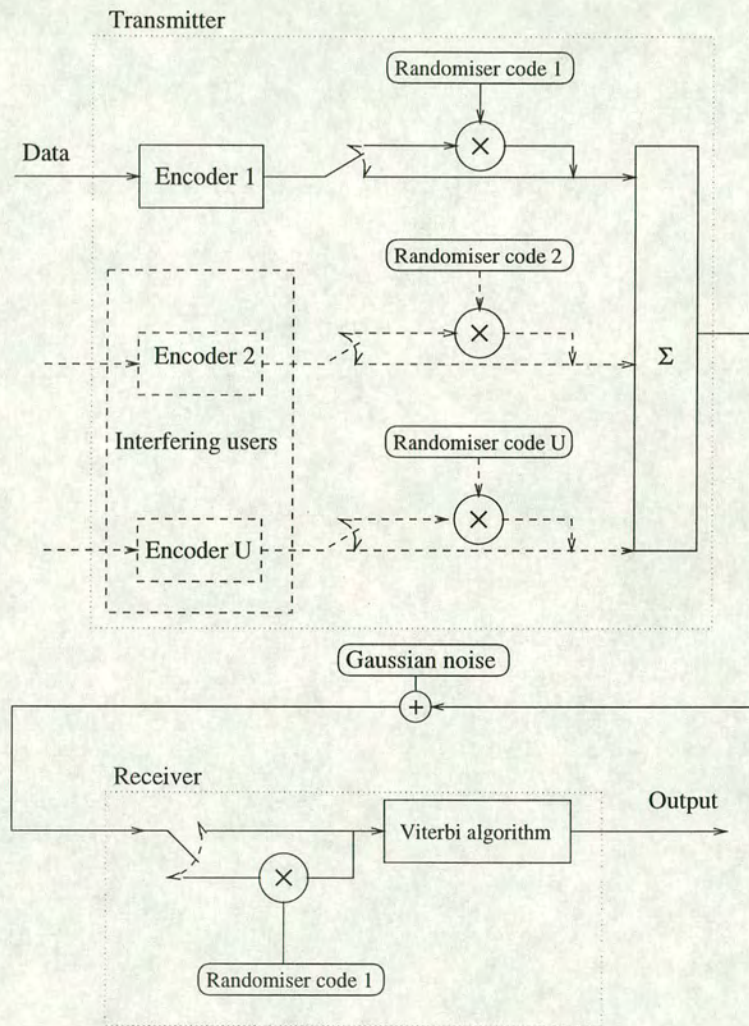 Transmitter
Randomiser code 1
×
Data
Encoder 1
Randomiser code 2
×
Encoder 2
Σ
Interfering users
Randomiser code U
×
Encoder U
Gaussian noise
+
Receiver
Output
Viterbi algorithm
×
Randomiser code 1